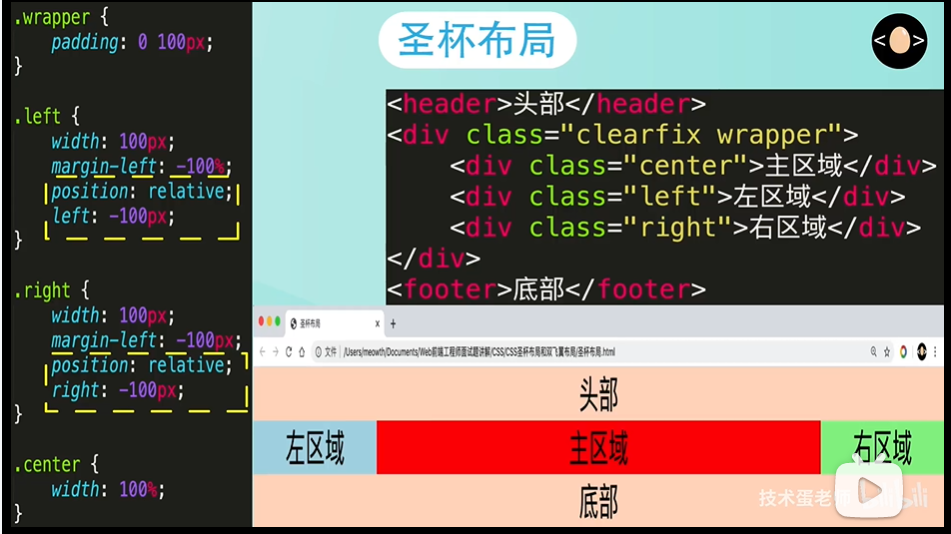 .wrapper {
padding: 0 100px;
}
.left {
width: 100px;
margin-left: -100%;
position: relative;
left: -100px;
}
.right {
width: 100px;
margin-left: -100px;
position: relative;
right: -100px;
}
.center {
width: 100%;
}
圣杯布局
< >
<header>头部</header>
<div class="clearfix wrapper">
<div class="center">主区域</div>
<div class="left">左区域</div>
<div class="right">右区域</div>
</div>
<footer>底部</footer>
圣杯布局
文件 | /Users/meowth/Documents/Web前端工程师面试题讲解/CSS/CSS圣杯布局和双飞翼布局/圣杯布局.html
头部
左区域 主区域 右区域
底部
技术蛋老师 bilibili